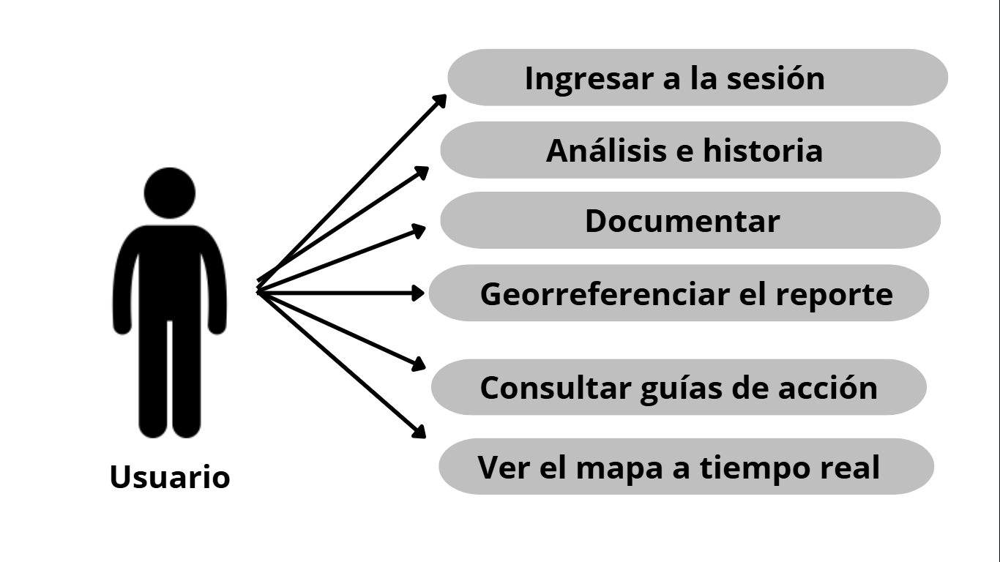 Ingresar a la sesión
Análisis e historia
Documentar
Georreferenciar el reporte
Consultar guías de acción
Ver el mapa a tiempo real
Usuario